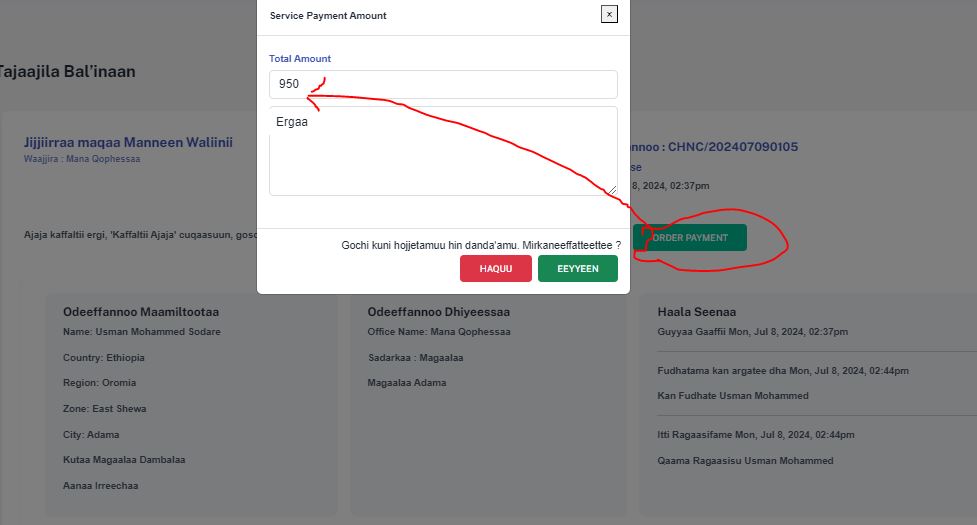 Service Payment Amount
x
Total Amount
950
Ergaa
Gochi kuni hojjetamuu hin danda'amu. Mirkaneeffatteettee ?
HAQUU
EEYYEEN
Tajaajila Bal'inaan
Jijjiirraa maqaa Manneen Waliinii
Waajjira : Mana Qophessaa
nnoo : CHNC/202407090105
se
8, 2024, 02:37pm
Ajaja kaffaltii ergi, 'Kaffaltii Ajaja' cuqaasuun, goso
ORDER PAYMENT
Odeeffannoo Maamiltootaa
Name: Usman Mohammed Sodare
Country: Ethiopia
Region: Oromia
Zone: East Shewa
City: Adama
Kutaa Magaalaa Dambalaa
Aanaa Irreechaa
Odeeffannoo Dhiyeessaa
Office Name: Mana Qophessaa
Sadarkaa : Magaalaa
Magaalaa Adama
Haala Seenaa
Guyyaa Gaaffii Mon, Jul 8, 2024, 02:37pm
Fudhatama kan argatee dha Mon, Jul 8, 2024, 02:44pm
Kan Fudhate Usman Mohammed
Itti Ragaasifame Mon, Jul 8, 2024, 02:44pm
Qaama Ragaasisu Usman Mohammed